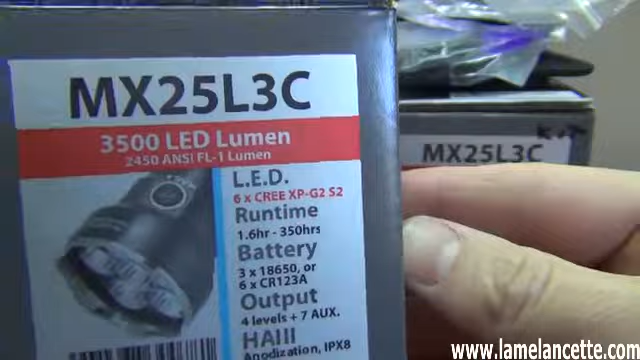 MX25L3C
3500 LED Lumen
2450 ANSI FL-1 Lumen
L.E.D.
6 x CREE XP-G2 S2
Runtime
1.6hr - 350hrs
Battery
3 x 18650, or
6 x CR123A
Output
4 levels + 7 AUX.
HAIII
Anodization, IPX8
MX25L3C
www.lamelancette.com